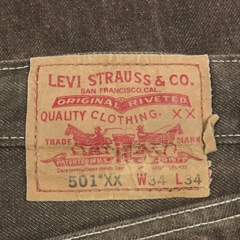 LEVI STRAUSS & CO.
SAN FRANCISCO, CAL.
ORIGINAL RIVETED
QUALITY CLOTHING. XX
TRADE MARK
501 XX W34 L34